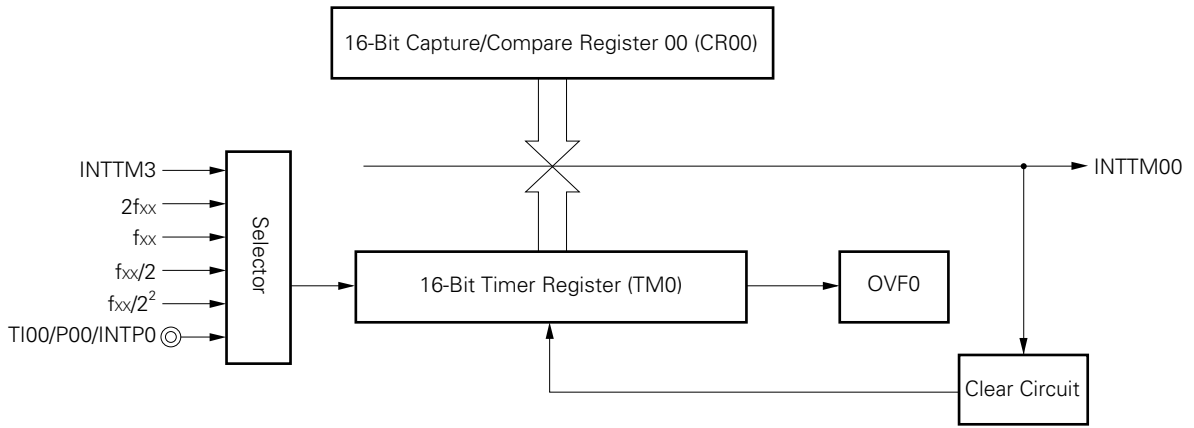 16-Bit Capture/Compare Register 00 (CR00)
INTTM3
2fxx
fxx
fxx/2
fxx/2²
TI00/P00/INTP0
Selector
16-Bit Timer Register (TM0)
OVF0
INTTM00
Clear Circuit